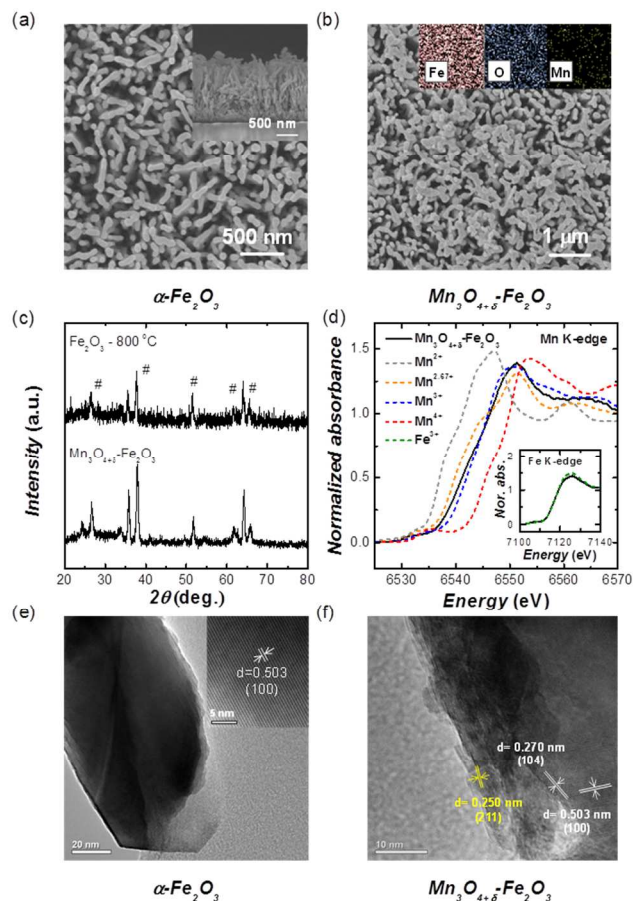 (a)
500 nm
500 nm
α-Fe₂O₃
(b)
Fe
O
Mn
1 μm
Mn₃O₄₊δ-Fe₂O₃
(c)
Intensity (a.u.)
Fe₂O₃ - 800 °C
# # # # #
Mn₃O₄₊δ-Fe₂O₃
20 30 40 50 60 70 80
2θ (deg.)
(d)
Normalized absorbance
1.5
1.0
0.5
0.0
Mn₃O₄₊δ-Fe₂O₃
Mn K-edge
Mn²⁺
Mn²·⁶⁷⁺
Mn³⁺
Mn⁴⁺
Fe³⁺
Fe K-edge
Nor. abs.
2
1
0
7100 7120 7140
Energy (eV)
6530 6540 6550 6560 6570
Energy (eV)
(e)
d=0.503
(100)
5 nm
20 nm
α-Fe₂O₃
(f)
d= 0.270 nm
(104)
d= 0.250 nm
(211)
d= 0.503 nm
(100)
10 nm
Mn₃O₄₊δ-Fe₂O₃